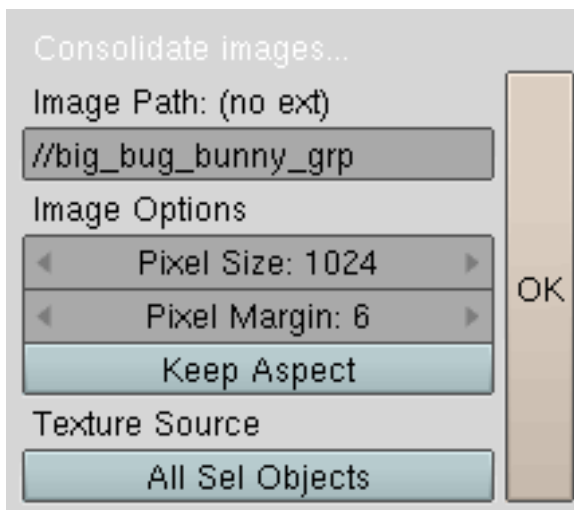 Consolidate images...
Image Path: (no ext)
//big_bug_bunny_grp
Image Options
Pixel Size: 1024
Pixel Margin: 6
Keep Aspect
OK
Texture Source
All Sel Objects